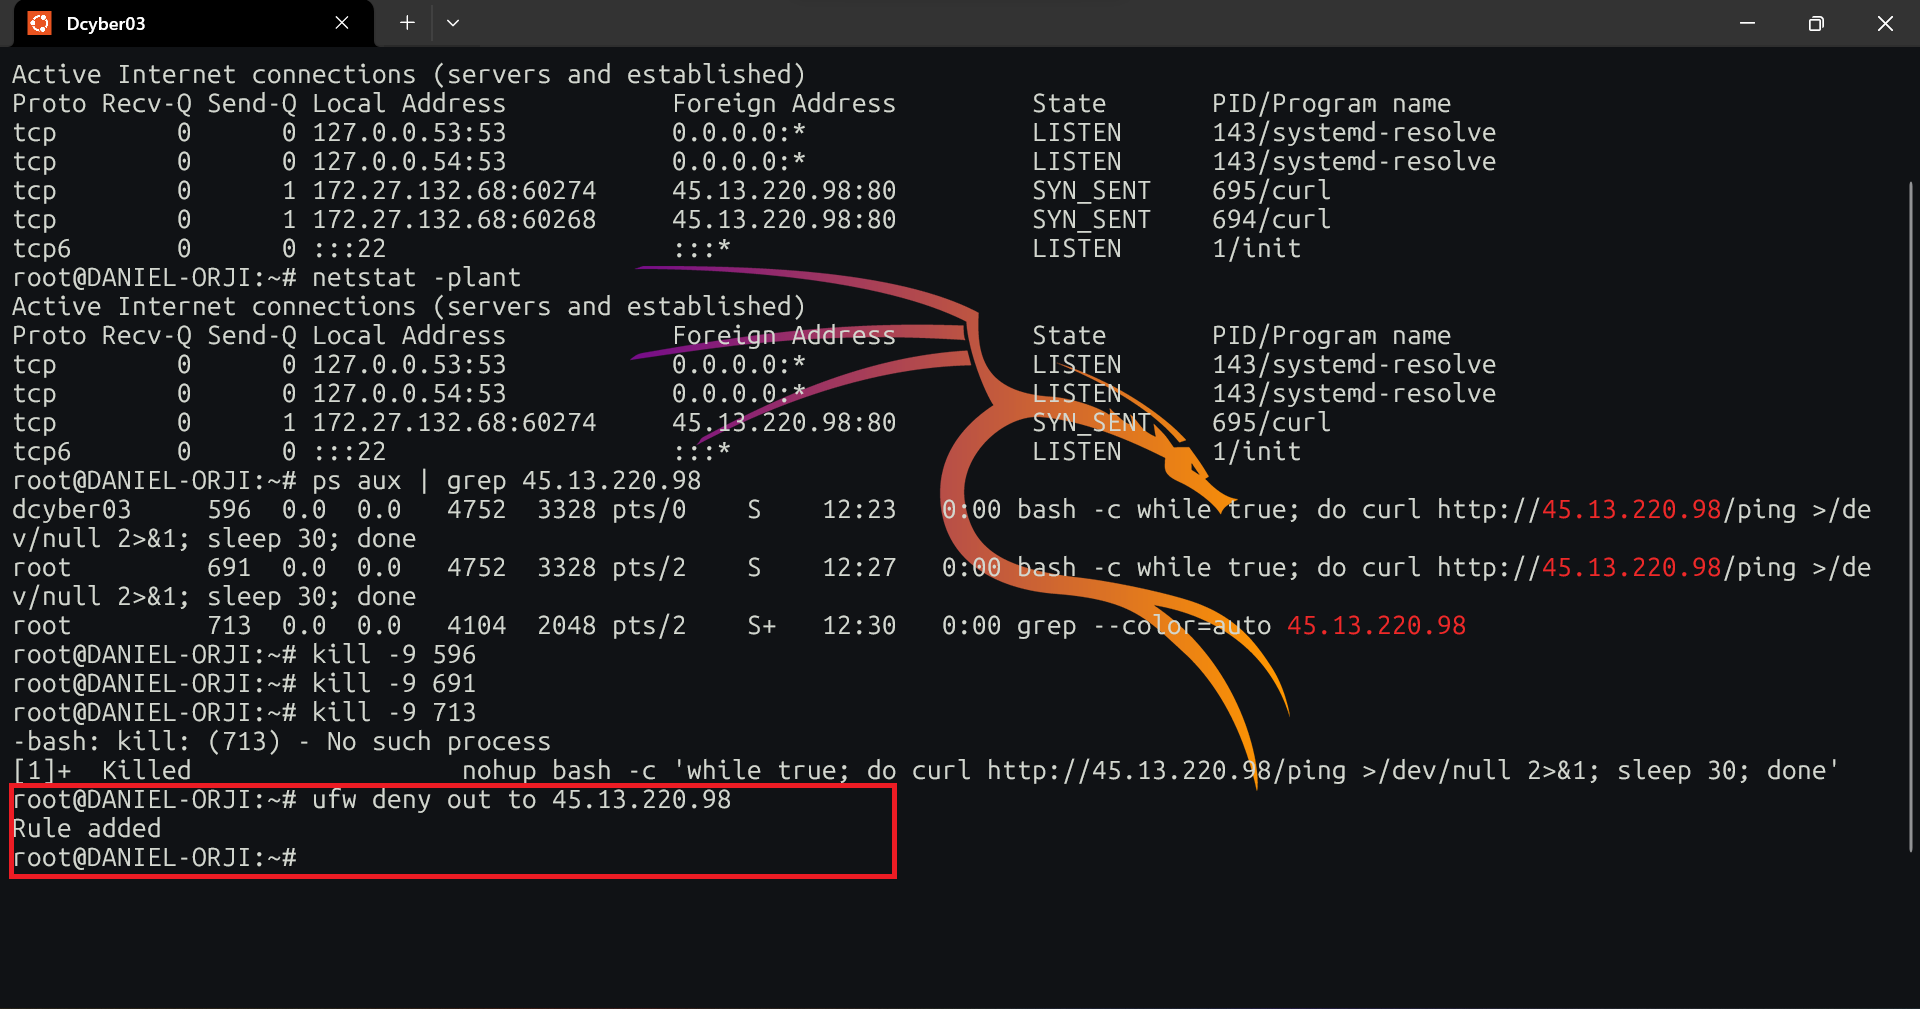 Dcyber03
Active Internet connections (servers and established)
Proto Recv-Q Send-Q Local Address           Foreign Address         State       PID/Program name
tcp        0      0 127.0.0.53:53           0.0.0.0:*               LISTEN      143/systemd-resolve
tcp        0      0 127.0.0.54:53           0.0.0.0:*               LISTEN      143/systemd-resolve
tcp        0      1 172.27.132.68:60274     45.13.220.98:80         SYN_SENT    695/curl
tcp        0      1 172.27.132.68:60268     45.13.220.98:80         SYN_SENT    694/curl
tcp6       0      0 :::22                   :::*                    LISTEN      1/init
root@DANIEL-ORJI:~# netstat -plant
Active Internet connections (servers and established)
Proto Recv-Q Send-Q Local Address           Foreign Address         State       PID/Program name
tcp        0      0 127.0.0.53:53           0.0.0.0:*               LISTEN      143/systemd-resolve
tcp        0      0 127.0.0.54:53           0.0.0.0:*               LISTEN      143/systemd-resolve
tcp        0      1 172.27.132.68:60274     45.13.220.98:80         SYN_SENT    695/curl
tcp6       0      0 :::22                   :::*                    LISTEN      1/init
root@DANIEL-ORJI:~# ps aux | grep 45.13.220.98
dcyber03     596  0.0  0.0   4752  3328 pts/0    S    12:23   0:00 bash -c while true; do curl http://45.13.220.98/ping >/de
v/null 2>&1; sleep 30; done
root         691  0.0  0.0   4752  3328 pts/2    S    12:27   0:00 bash -c while true; do curl http://45.13.220.98/ping >/de
v/null 2>&1; sleep 30; done
root         713  0.0  0.0   4104  2048 pts/2    S+   12:30   0:00 grep --color=auto 45.13.220.98
root@DANIEL-ORJI:~# kill -9 596
root@DANIEL-ORJI:~# kill -9 691
root@DANIEL-ORJI:~# kill -9 713
-bash: kill: (713) - No such process
[1]+  Killed                  nohup bash -c 'while true; do curl http://45.13.220.98/ping >/dev/null 2>&1; sleep 30; done'
root@DANIEL-ORJI:~# ufw deny out to 45.13.220.98
Rule added
root@DANIEL-ORJI:~#